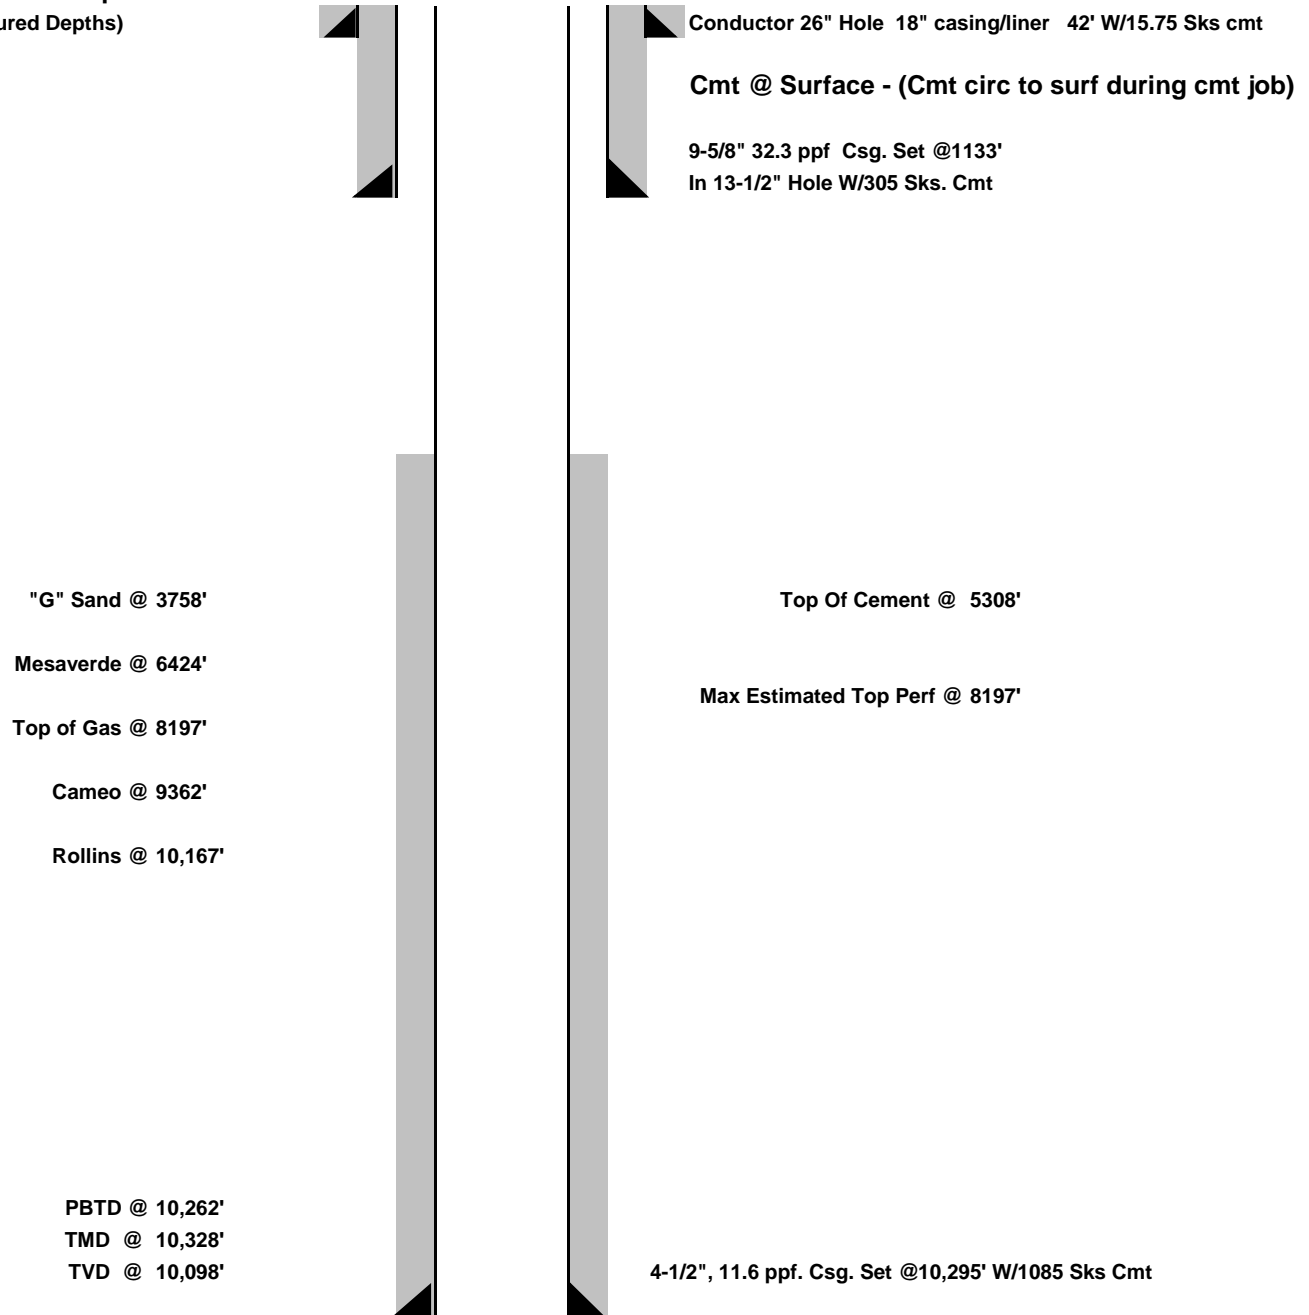 ured Depths)
Conductor 26" Hole 18" casing/liner 42' W/15.75 Sks cmt
Cmt @ Surface - (Cmt circ to surf during cmt job)
9-5/8" 32.3 ppf Csg. Set @1133'
In 13-1/2" Hole W/305 Sks. Cmt
"G" Sand @ 3758'
Top Of Cement @ 5308'
Mesaverde @ 6424'
Max Estimated Top Perf @ 8197'
Top of Gas @ 8197'
Cameo @ 9362'
Rollins @ 10,167'
PBTD @ 10,262'
TMD @ 10,328'
TVD @ 10,098'
4-1/2", 11.6 ppf. Csg. Set @10,295' W/1085 Sks Cmt